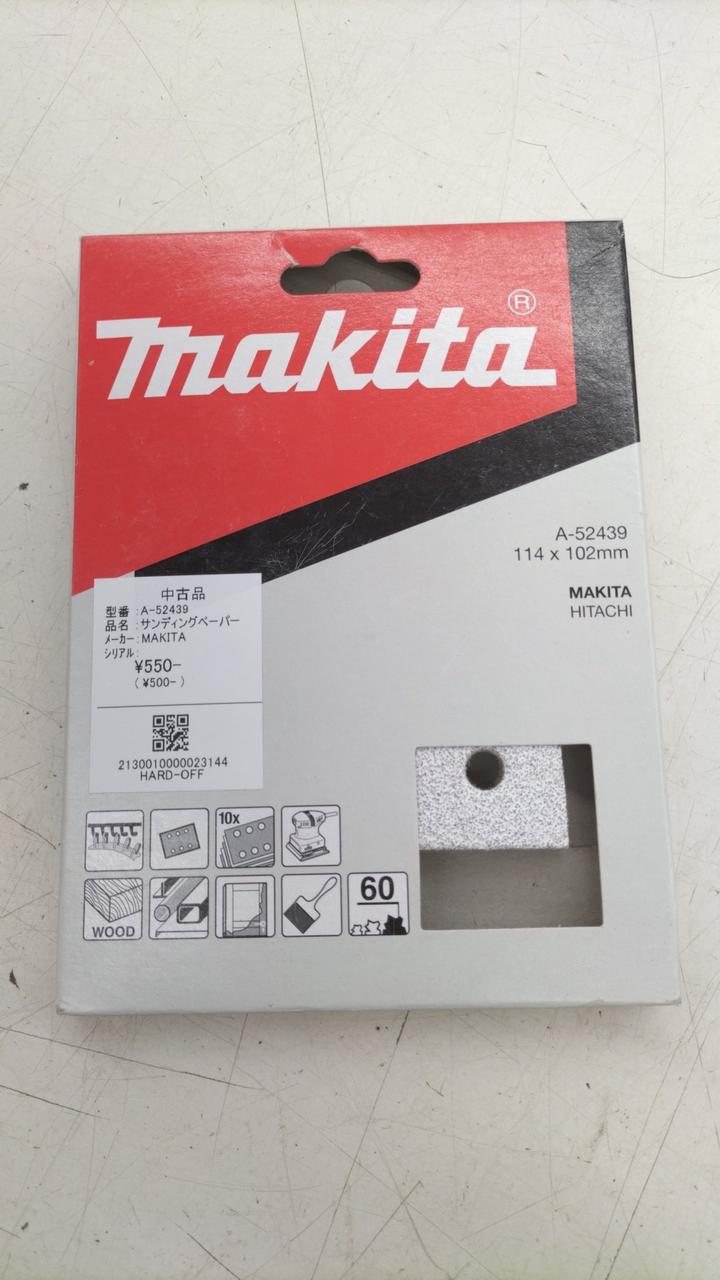 makita®
A-52439
114 x 102mm
MAKITA
HITACHI
中古品
型番 : A-52439
品名 : サンディングペーパー
メーカー : MAKITA
シリアル :
¥550-
(¥500-)
2130010000023144
HARD-OFF
10x
WOOD
60